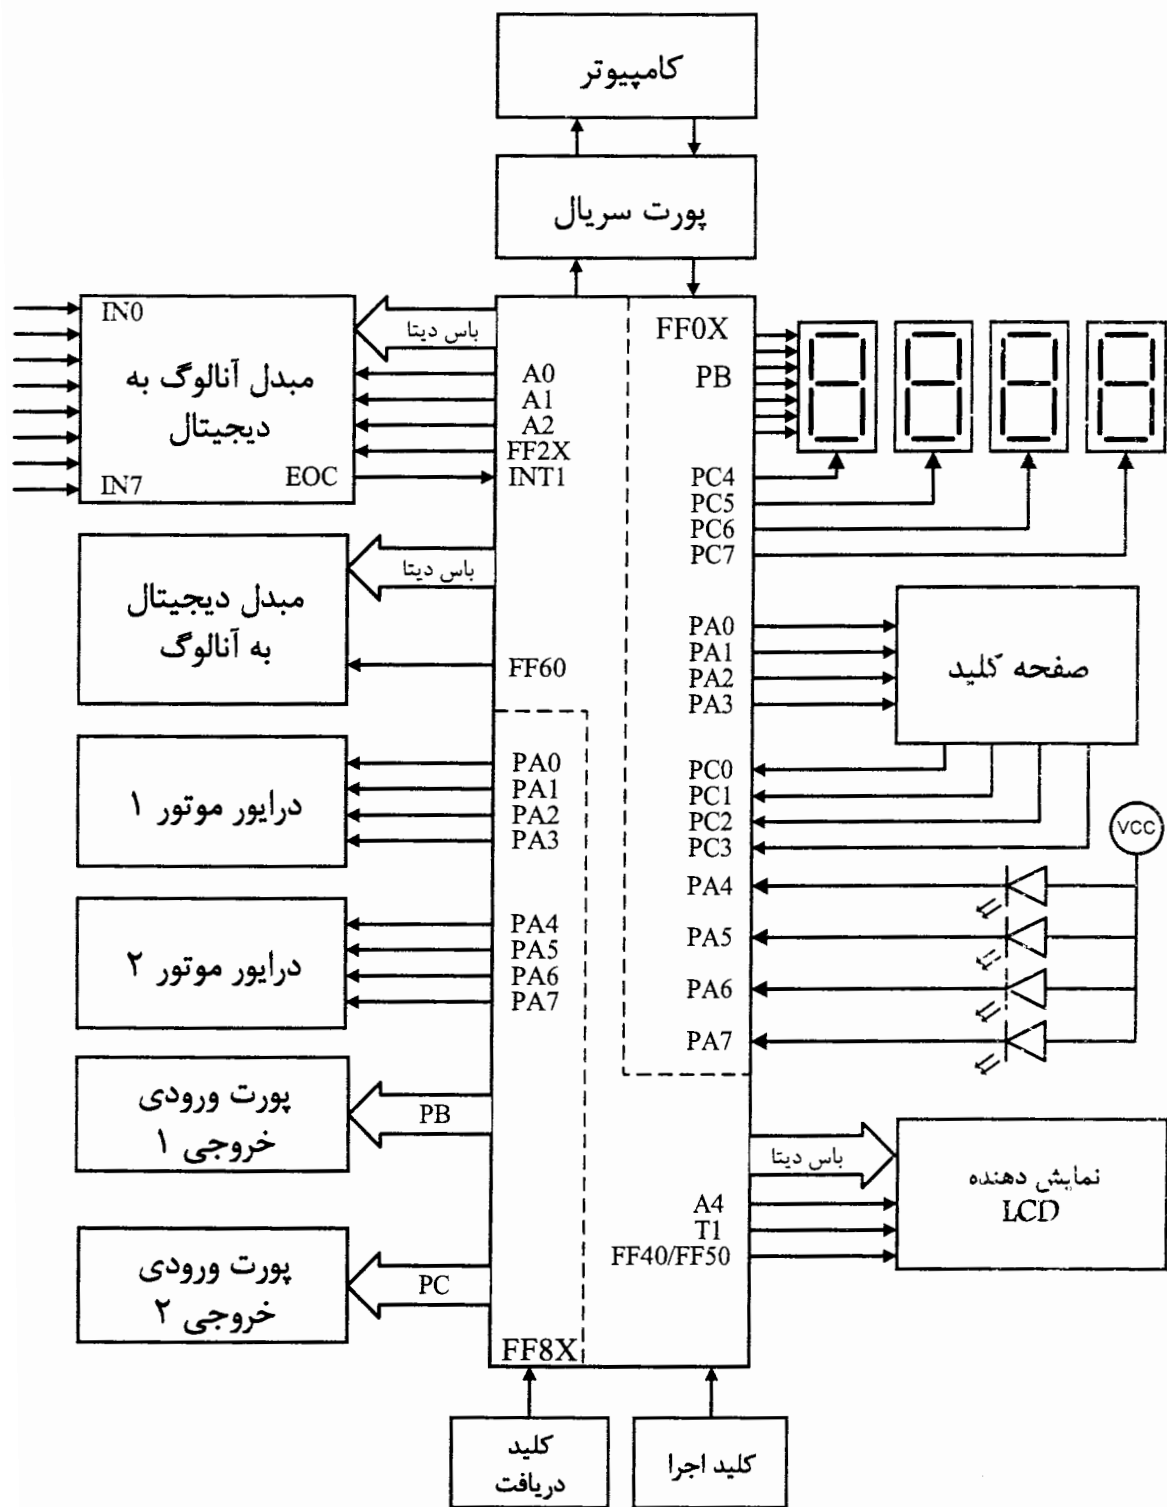 کامپیوتر
پورت سریال
IN0
مبدل آنالوگ به
دیجیتال
IN7
EOC
باس دیتا
A0
A1
A2
FF2X
INT1
مبدل دیجیتال
به آنالوگ
باس دیتا
FF60
درایور موتور ۱
PA0
PA1
PA2
PA3
درایور موتور ۲
PA4
PA5
PA6
PA7
پورت ورودی
خروجی ۱
PB
پورت ورودی
خروجی ۲
PC
FF8X
FF0X
PB
PC4
PC5
PC6
PC7
PA0
PA1
PA2
PA3
صفحه کلید
PC0
PC1
PC2
PC3
VCC
PA4
PA5
PA6
PA7
باس دیتا
نمایش دهنده
LCD
A4
T1
FF40/FF50
کلید
دریافت
کلید اجرا